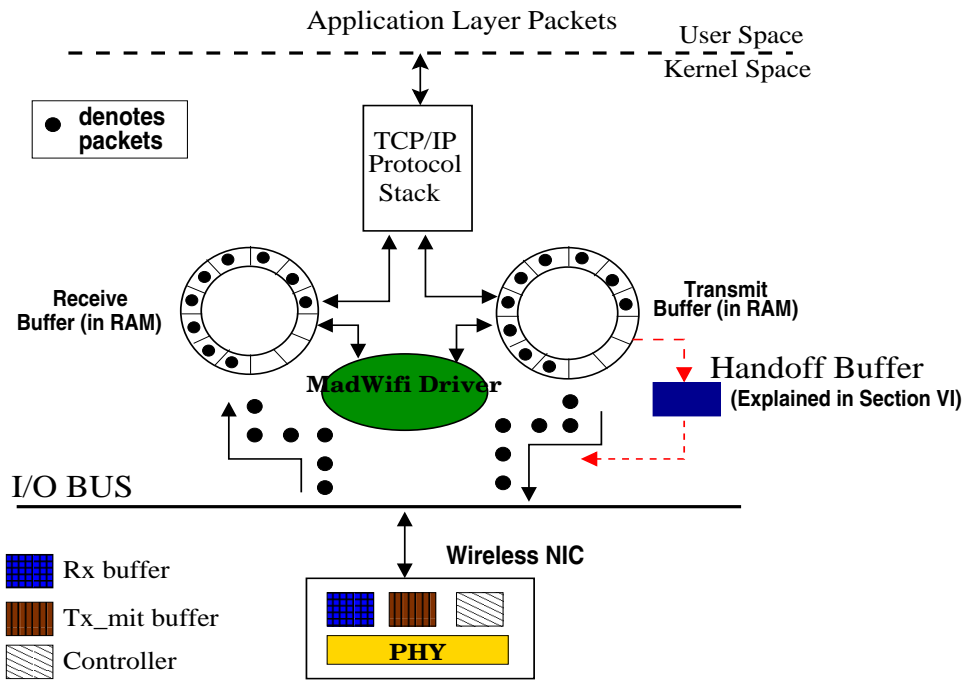 Application Layer Packets
User Space
Kernel Space
denotes
packets
TCP/IP
Protocol
Stack
Receive
Buffer (in RAM)
Transmit
Buffer (in RAM)
MadWifi Driver
Handoff Buffer
(Explained in Section VI)
I/O BUS
Wireless NIC
Rx buffer
Tx_mit buffer
Controller
PHY